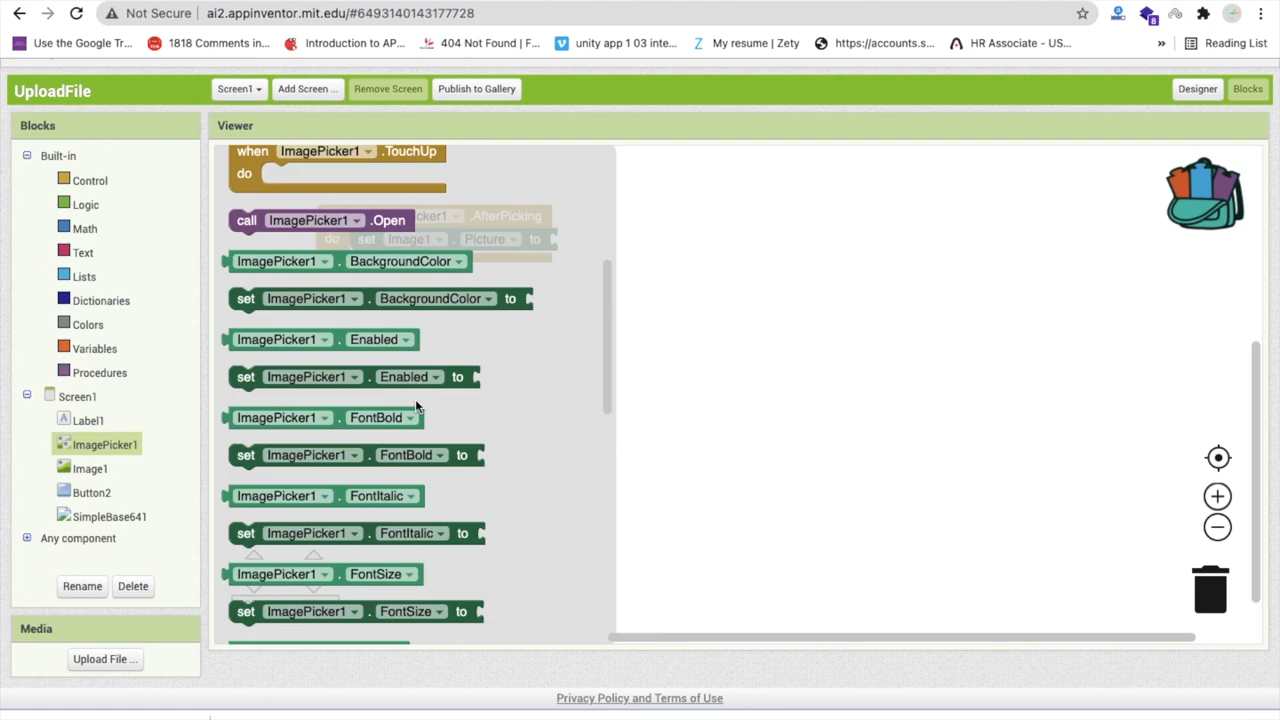 Not Secure | ai2.appinventor.mit.edu/#6493140143177728
8
Use the Google Tr...
1818 Comments in...
Introduction to AP...
404 Not Found | F...
unity app 1 03 inte...
My resume | Zety
https://accounts.s...
HR Associate - US...
»
Reading List
UploadFile
Screen1
Add Screen ...
Remove Screen
Publish to Gallery
Designer
Blocks
Blocks
Viewer
Built-in
Control
Logic
Math
Text
Lists
Dictionaries
Colors
Variables
Procedures
Screen1
Label1
ImagePicker1
Image1
Button2
SimpleBase641
Any component
Rename
Delete
Media
Upload File ...
when ImagePicker1 .TouchUp
do
call ImagePicker1 .Open
cker1 .AfterPicking
do set Image1 . Picture to
ImagePicker1 . BackgroundColor
set ImagePicker1 . BackgroundColor to
ImagePicker1 . Enabled
set ImagePicker1 . Enabled to
ImagePicker1 . FontBold
set ImagePicker1 . FontBold to
ImagePicker1 . FontItalic
set ImagePicker1 . FontItalic to
ImagePicker1 . FontSize
set ImagePicker1 . FontSize to
Privacy Policy and Terms of Use